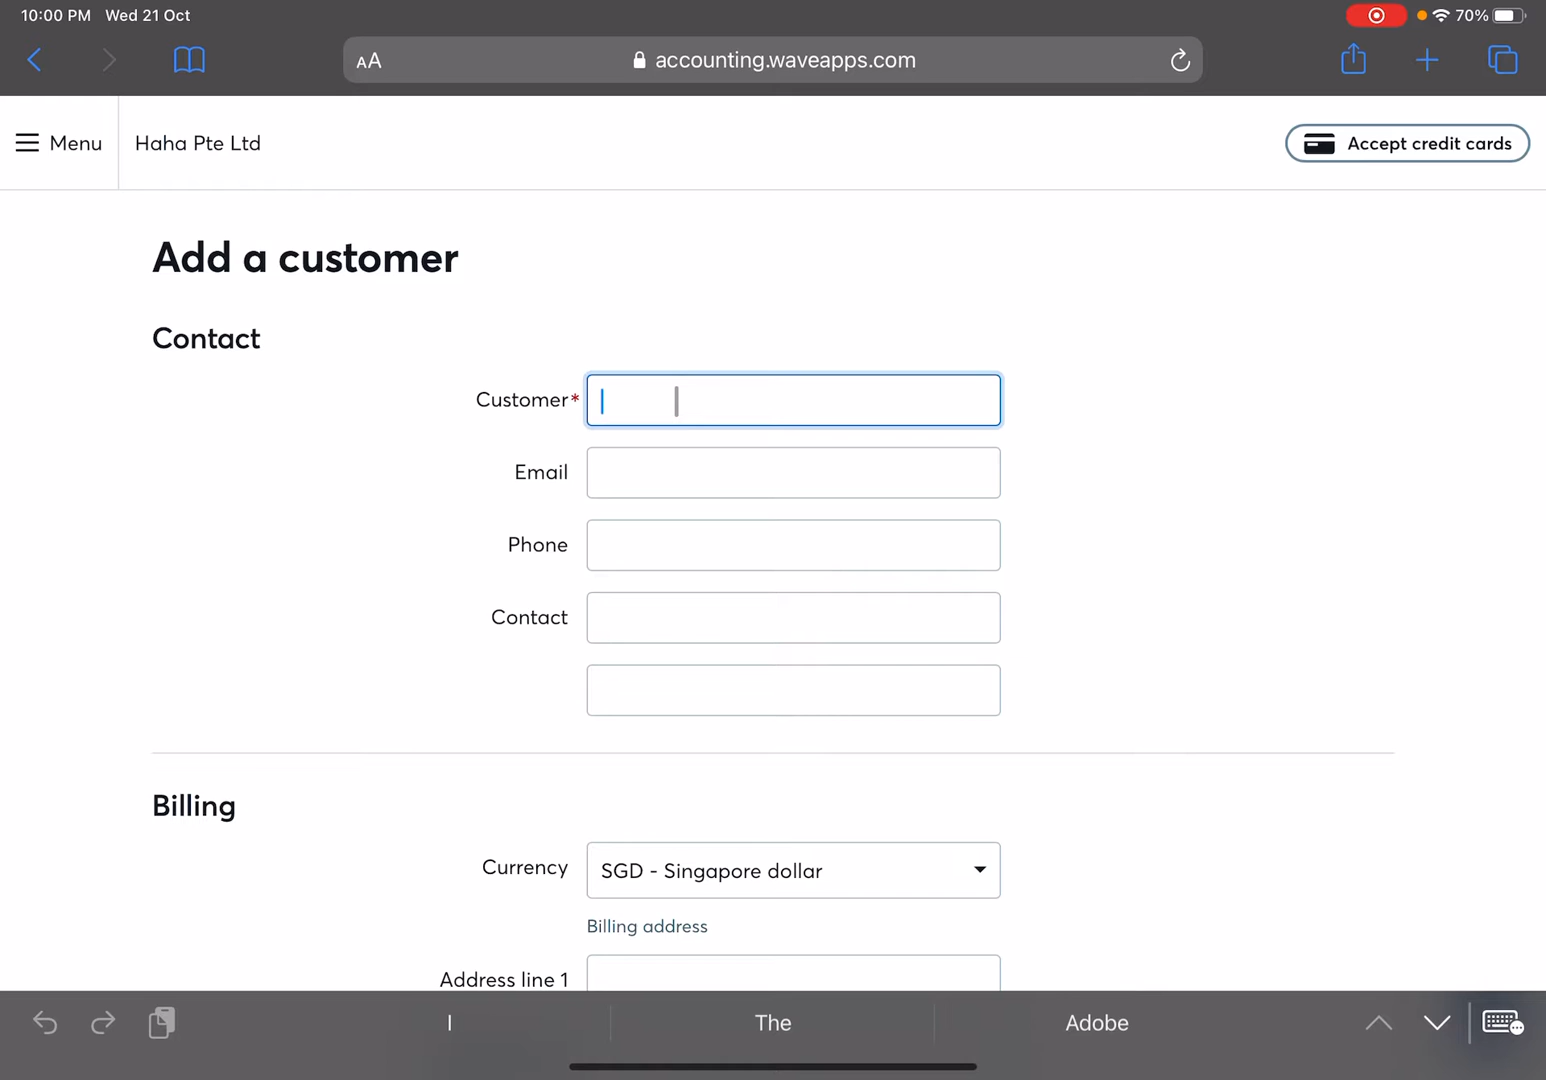 10:00 PM Wed 21 Oct
70%
AA accounting.waveapps.com
Menu Haha Pte Ltd Accept credit cards
Add a customer
Contact
Customer*
Email
Phone
Contact
Billing
Currency SGD - Singapore dollar
Billing address
Address line 1
I The Adobe